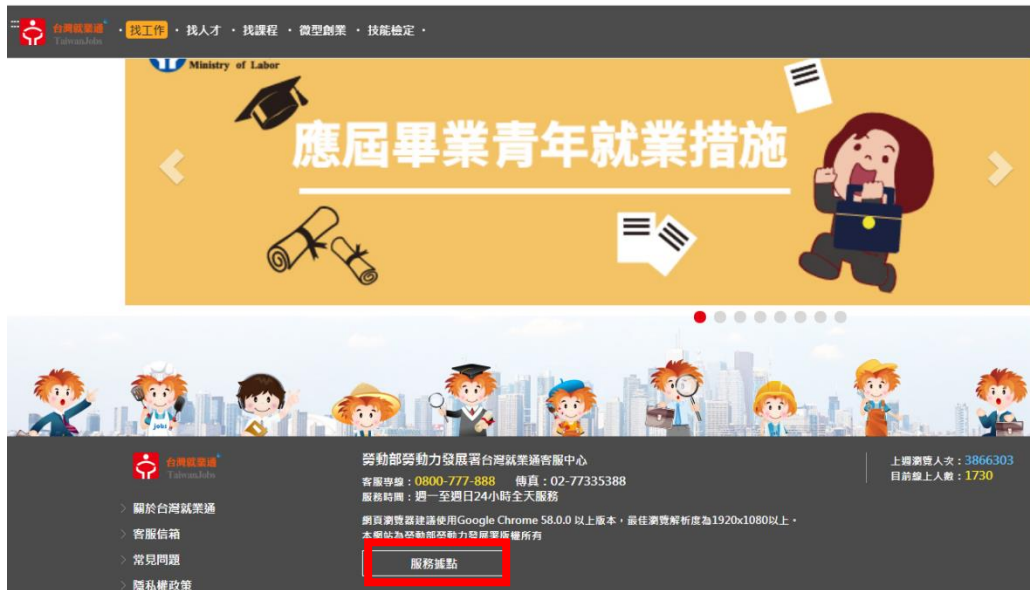 台灣就業通
TaiwanJobs
・找工作 ・找人才 ・找課程 ・微型創業 ・技能檢定 ・
Ministry of Labor
應屆畢業青年就業措施
jobs
台灣就業通
TaiwanJobs
> 關於台灣就業通
> 客服信箱
> 常見問題
> 隱私權政策
勞動部勞動力發展署台灣就業通客服中心
客服專線：0800-777-888 傳真：02-77335388
服務時間：週一至週日24小時全天服務
網頁瀏覽器建議使用Google Chrome 58.0.0 以上版本，最佳瀏覽解析度為1920x1080以上。
本網站為勞動部勞動力發展署版權所有
服務據點
上週瀏覽人次：3866303
目前線上人數：1730